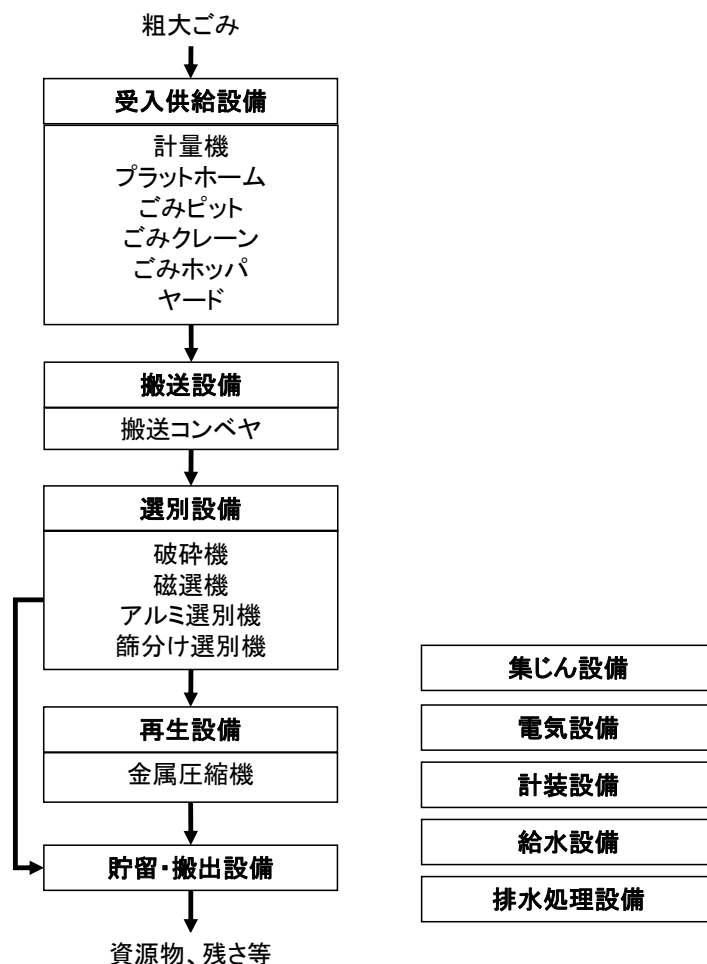 粗大ごみ
受入供給設備
計量機
プラットホーム
ごみピット
ごみクレーン
ごみホッパ
ヤード
搬送設備
搬送コンベヤ
選別設備
破砕機
磁選機
アルミ選別機
篩分け選別機
再生設備
金属圧縮機
貯留・搬出設備
資源物、残さ等
集じん設備
電気設備
計装設備
給水設備
排水処理設備